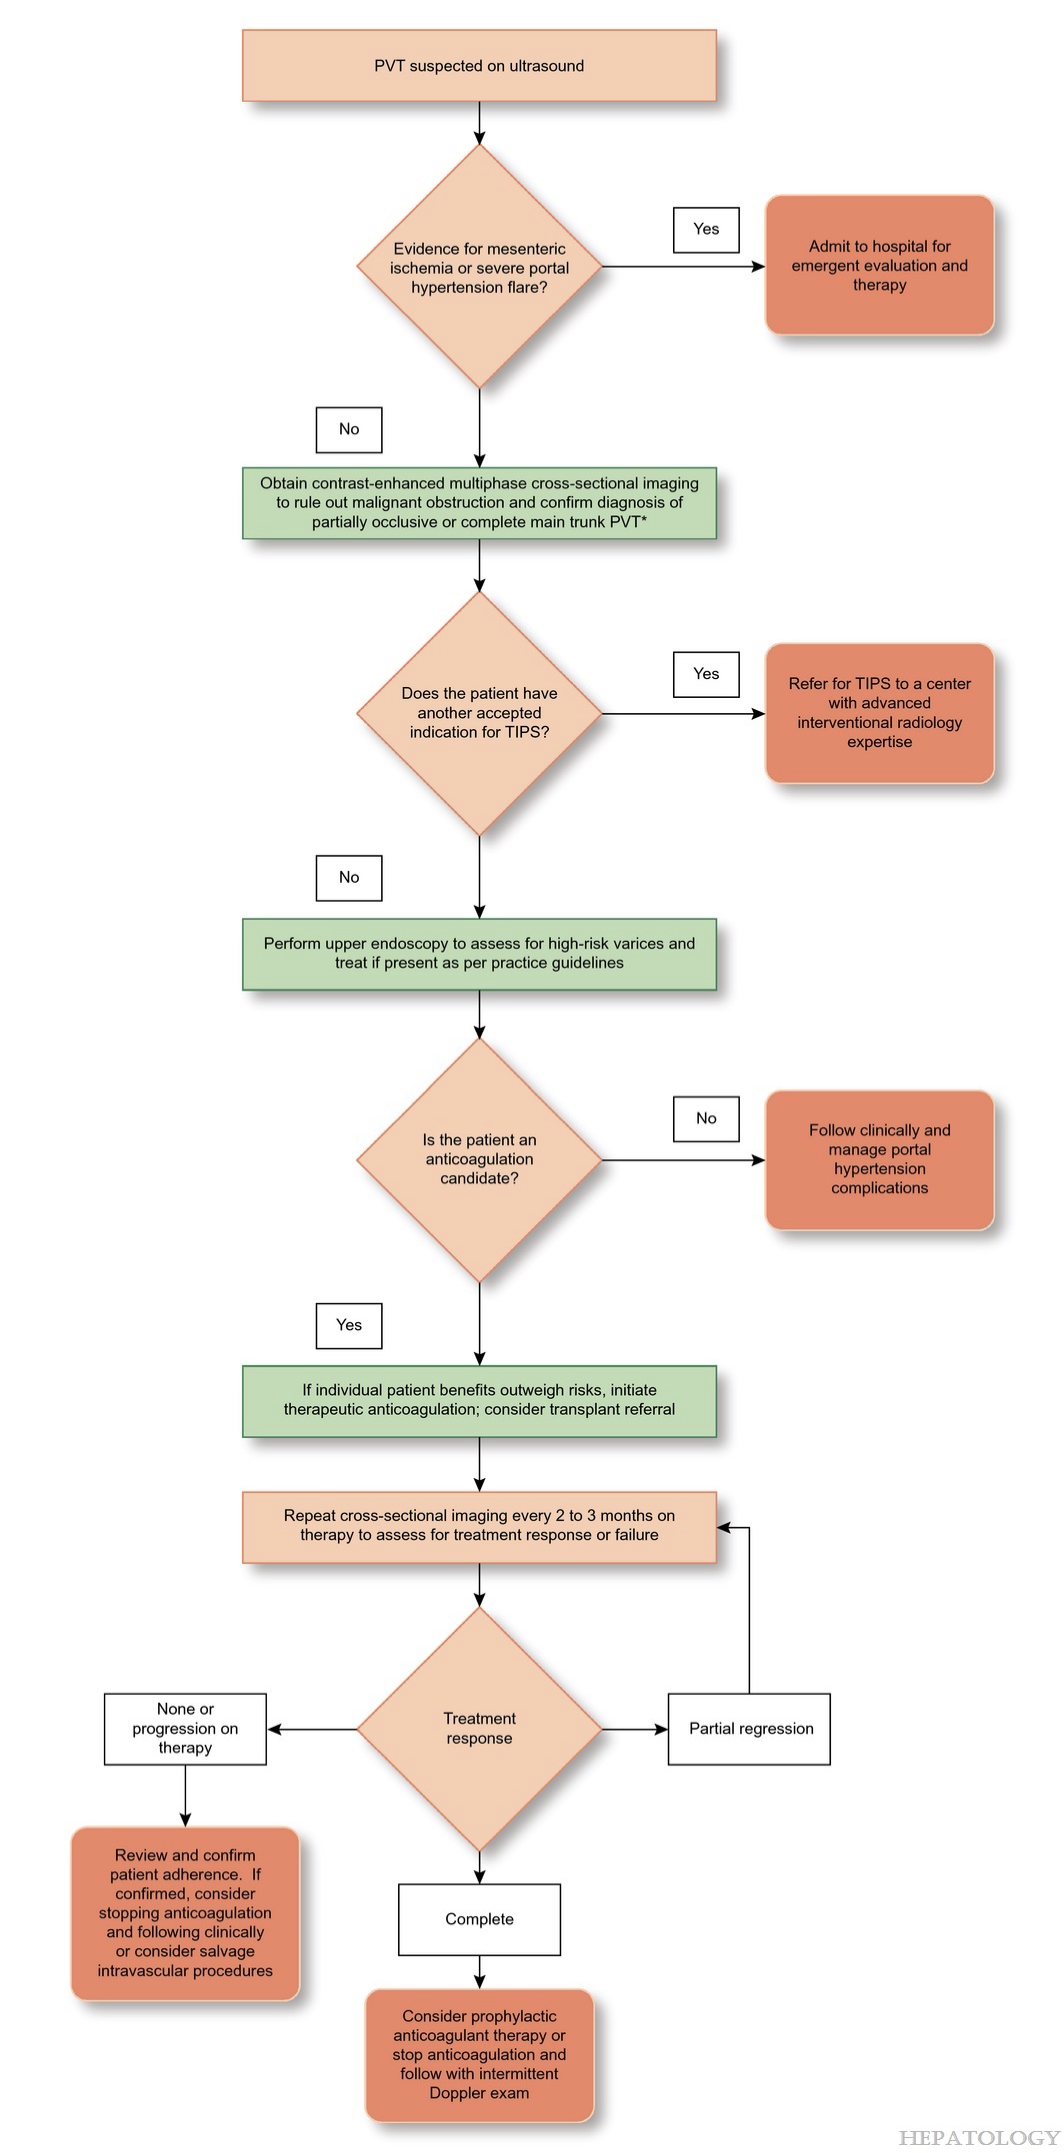 PVT suspected on ultrasound
Evidence for mesenteric
ischemia or severe portal
hypertension flare?
Yes
Admit to hospital for
emergent evaluation and
therapy
No
Obtain contrast-enhanced multiphase cross-sectional imaging
to rule out malignant obstruction and confirm diagnosis of
partially occlusive or complete main trunk PVT*
Does the patient have
another accepted
indication for TIPS?
Yes
Refer for TIPS to a center
with advanced
interventional radiology
expertise
No
Perform upper endoscopy to assess for high-risk varices and
treat if present as per practice guidelines
Is the patient an
anticoagulation
candidate?
No
Follow clinically and
manage portal
hypertension
complications
Yes
If individual patient benefits outweigh risks, initiate
therapeutic anticoagulation; consider transplant referral
Repeat cross-sectional imaging every 2 to 3 months on
therapy to assess for treatment response or failure
None or
progression on
therapy
Treatment
response
Partial regression
Review and confirm
patient adherence.  If
confirmed, consider
stopping anticoagulation
and following clinically
or consider salvage
intravascular procedures
Complete
Consider prophylactic
anticoagulant therapy or
stop anticoagulation and
follow with intermittent
Doppler exam
HEPATOLOGY